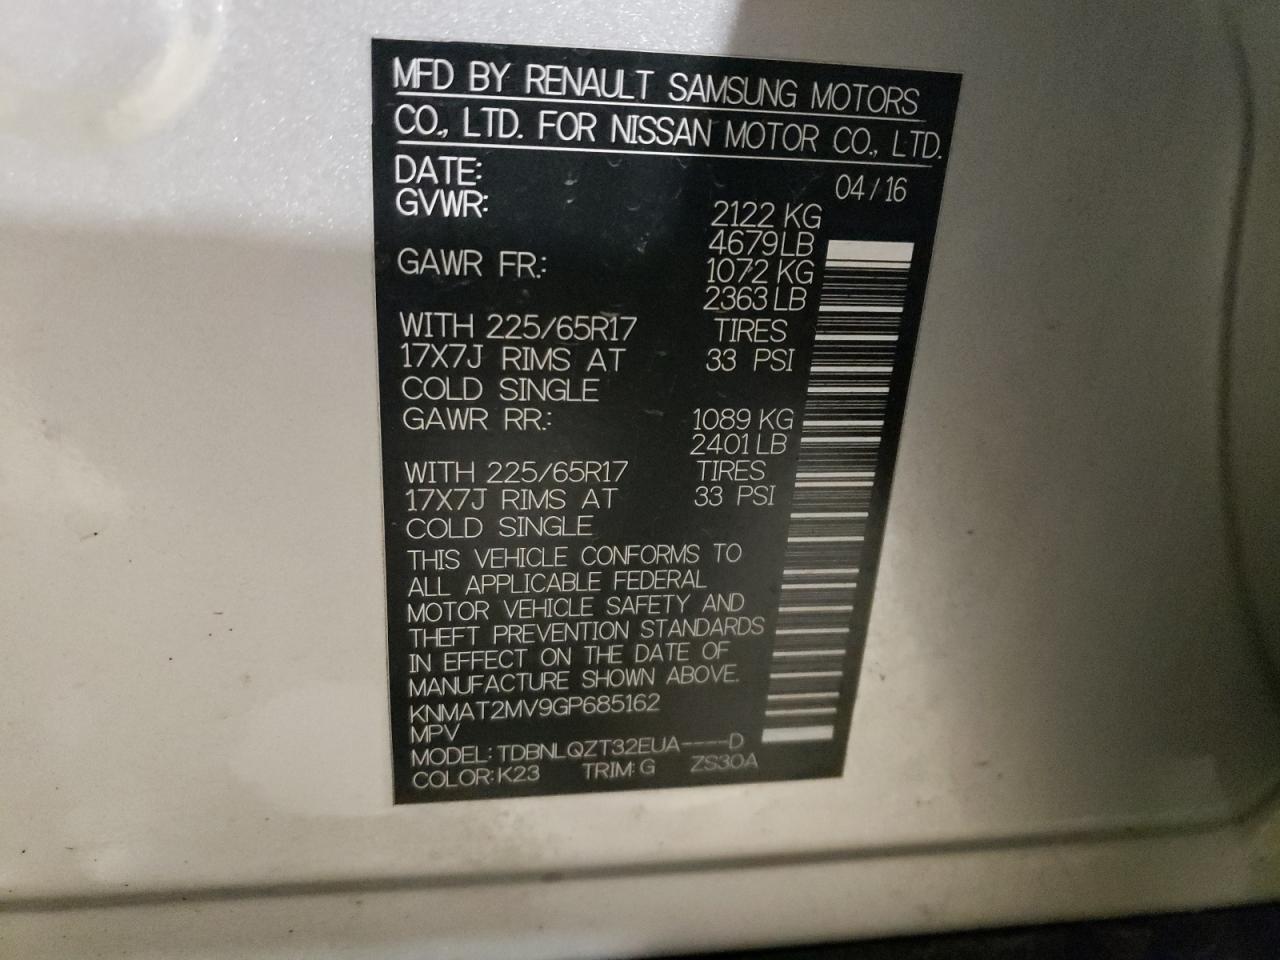 MFD BY RENAULT SAMSUNG MOTORS
CO., LTD. FOR NISSAN MOTOR CO., LTD.
DATE: 04/16
GVWR: 2122 KG
4679 LB
GAWR FR.: 1072 KG
2363 LB
WITH 225/65R17 TIRES
17X7J RIMS AT 33 PSI
COLD SINGLE
GAWR RR.: 1089 KG
2401 LB
WITH 225/65R17 TIRES
17X7J RIMS AT 33 PSI
COLD SINGLE
THIS VEHICLE CONFORMS TO
ALL APPLICABLE FEDERAL
MOTOR VEHICLE SAFETY AND
THEFT PREVENTION STANDARDS
IN EFFECT ON THE DATE OF
MANUFACTURE SHOWN ABOVE.
KNMAT2MV9GP685162
MPV
MODEL: TDBNLQZT32EUA----D
COLOR: K23 TRIM: G ZS30A